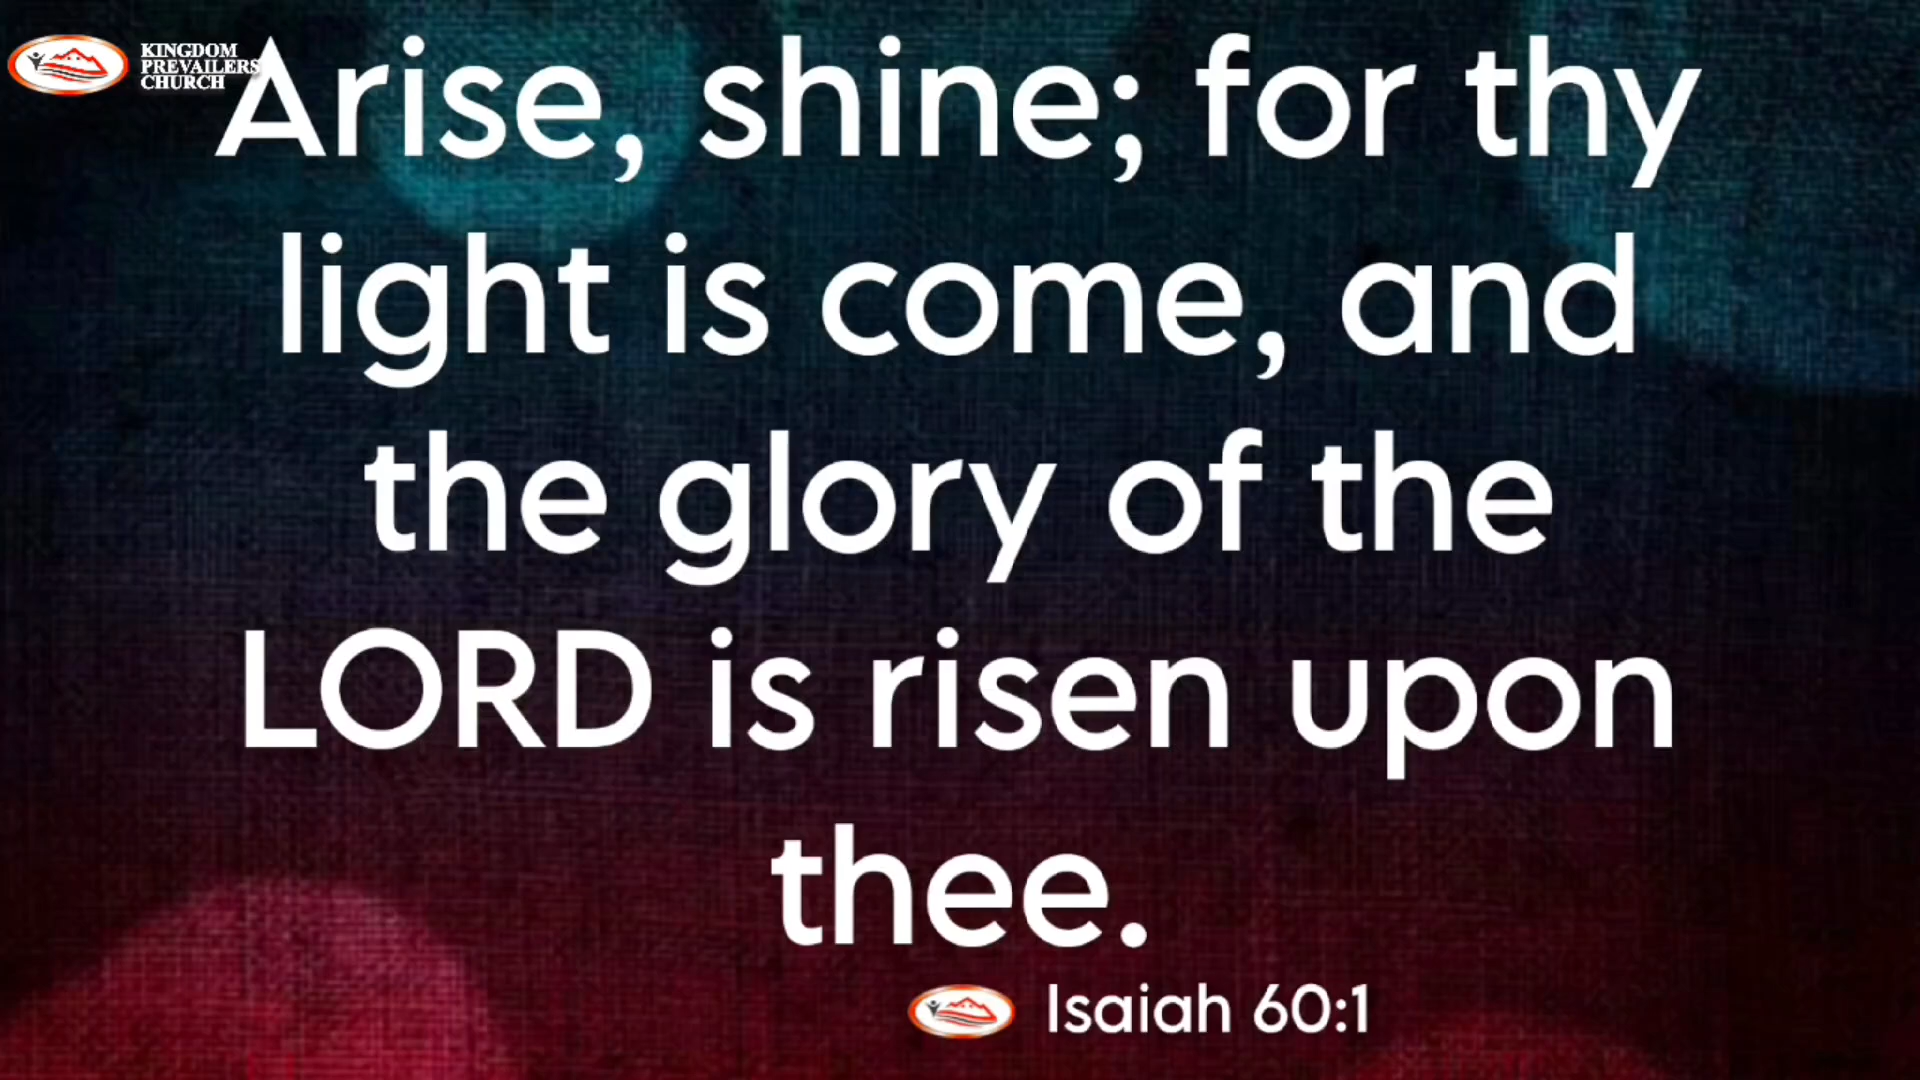 KINGDOM
PREVAILERS
CHURCH
Arise, shine; for thy
light is come, and
the glory of the
LORD is risen upon
thee.
Isaiah 60:1